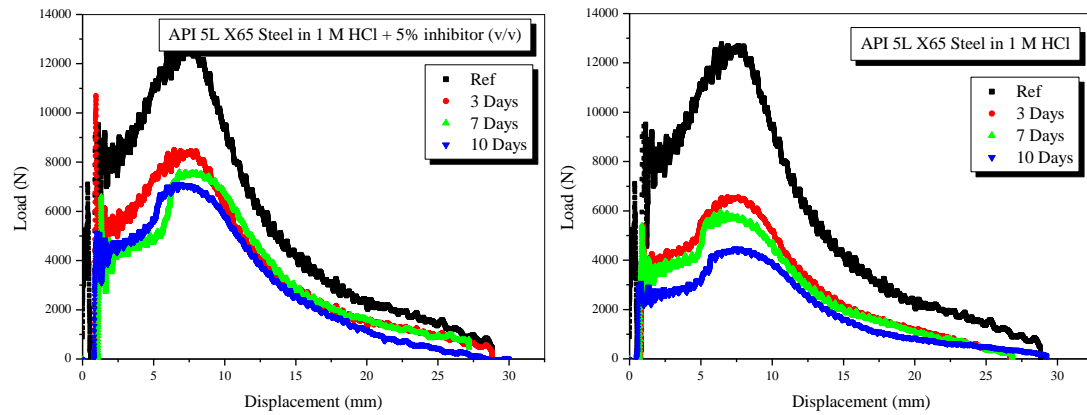 API 5L X65 Steel in 1 M HCl + 5% inhibitor (v/v)
Ref
3 Days
7 Days
10 Days
Load (N)
14000
12000
10000
8000
6000
4000
2000
0
0 5 10 15 20 25 30
Displacement (mm)
API 5L X65 Steel in 1 M HCl
Ref
3 Days
7 Days
10 Days
Load (N)
14000
12000
10000
8000
6000
4000
2000
0
0 5 10 15 20 25 30
Displacement (mm)